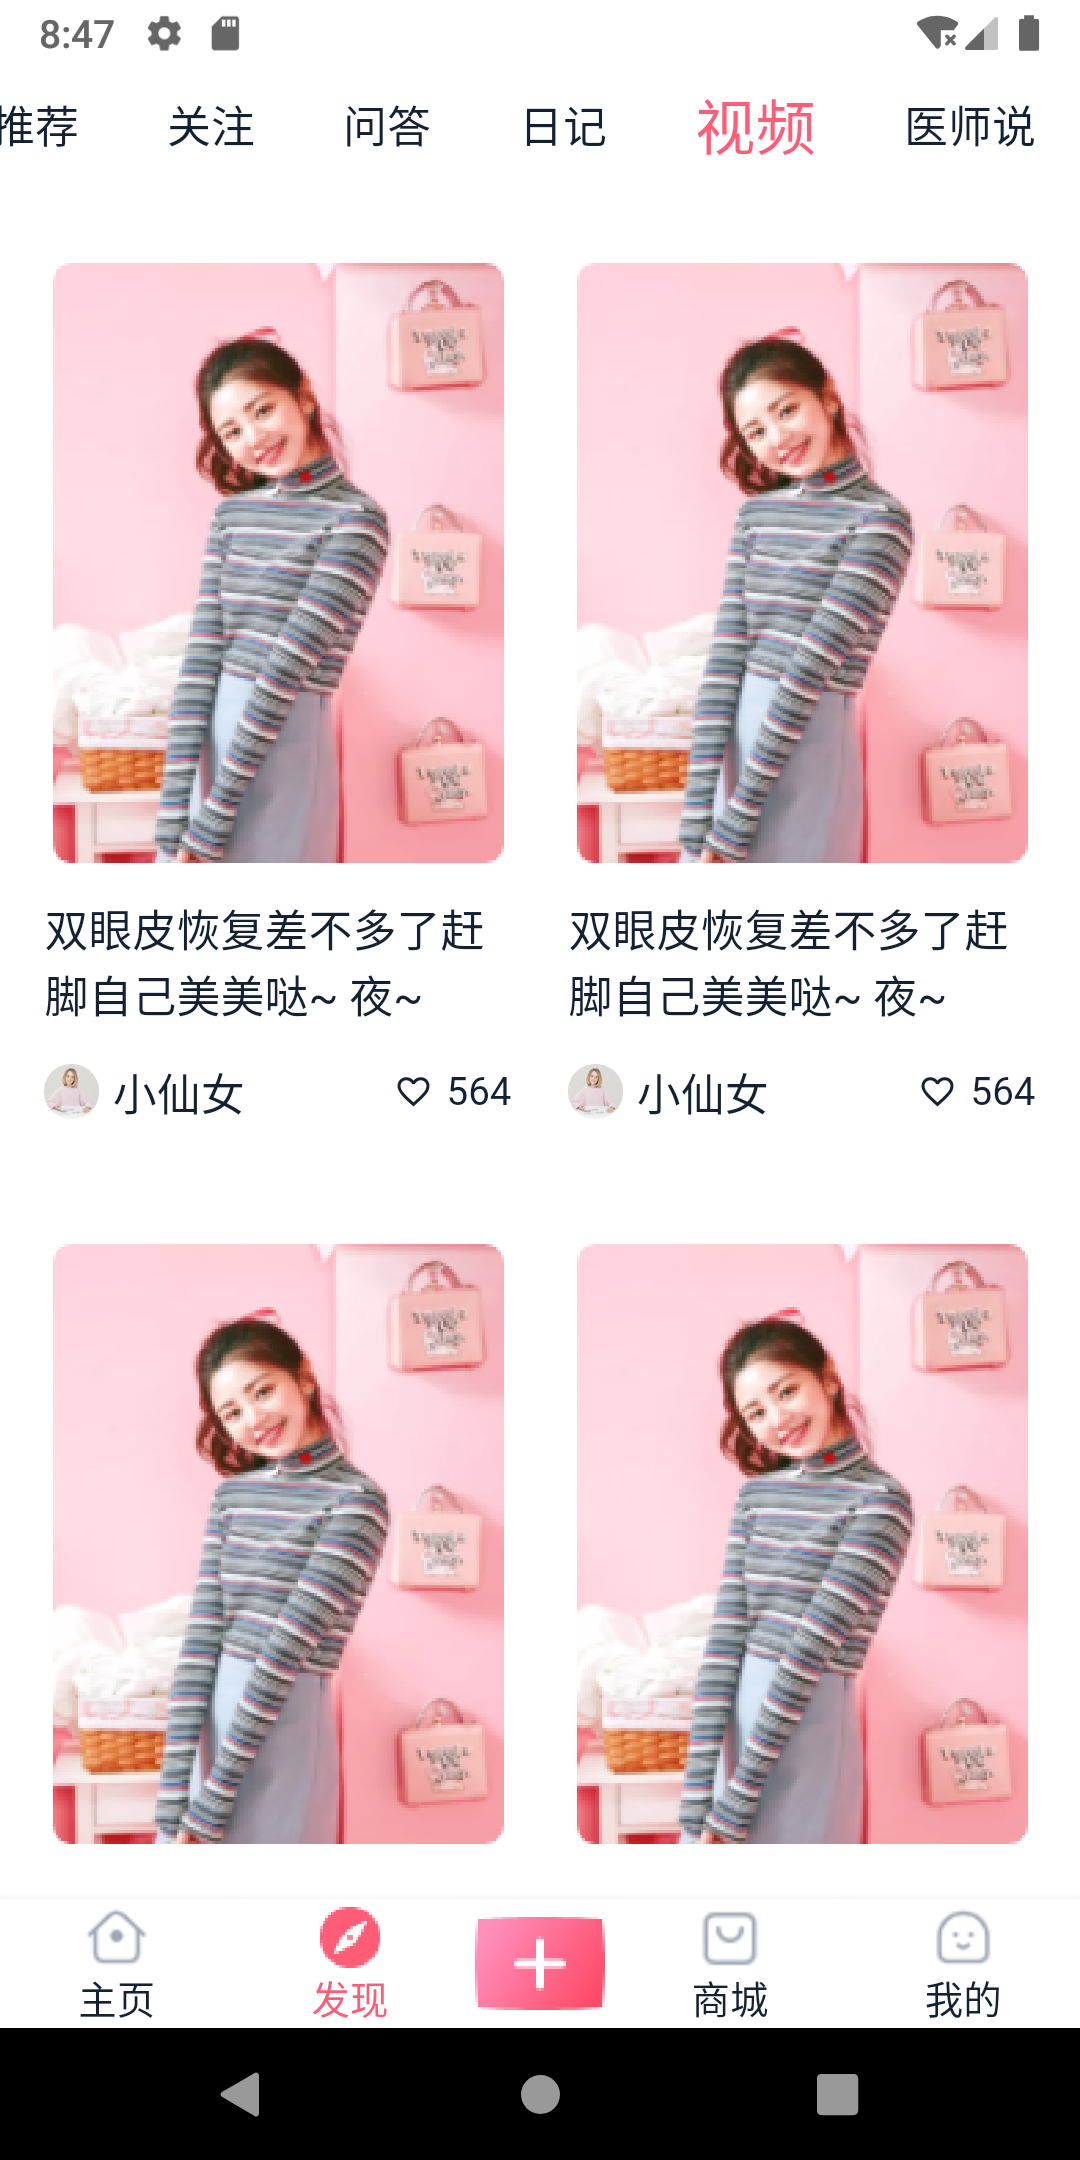 8:47
推荐 关注 问答 日记 视频 医师说
双眼皮恢复差不多了赶
脚自己美美哒~ 夜~
小仙女 564
双眼皮恢复差不多了赶
脚自己美美哒~ 夜~
小仙女 564
主页 发现 商城 我的